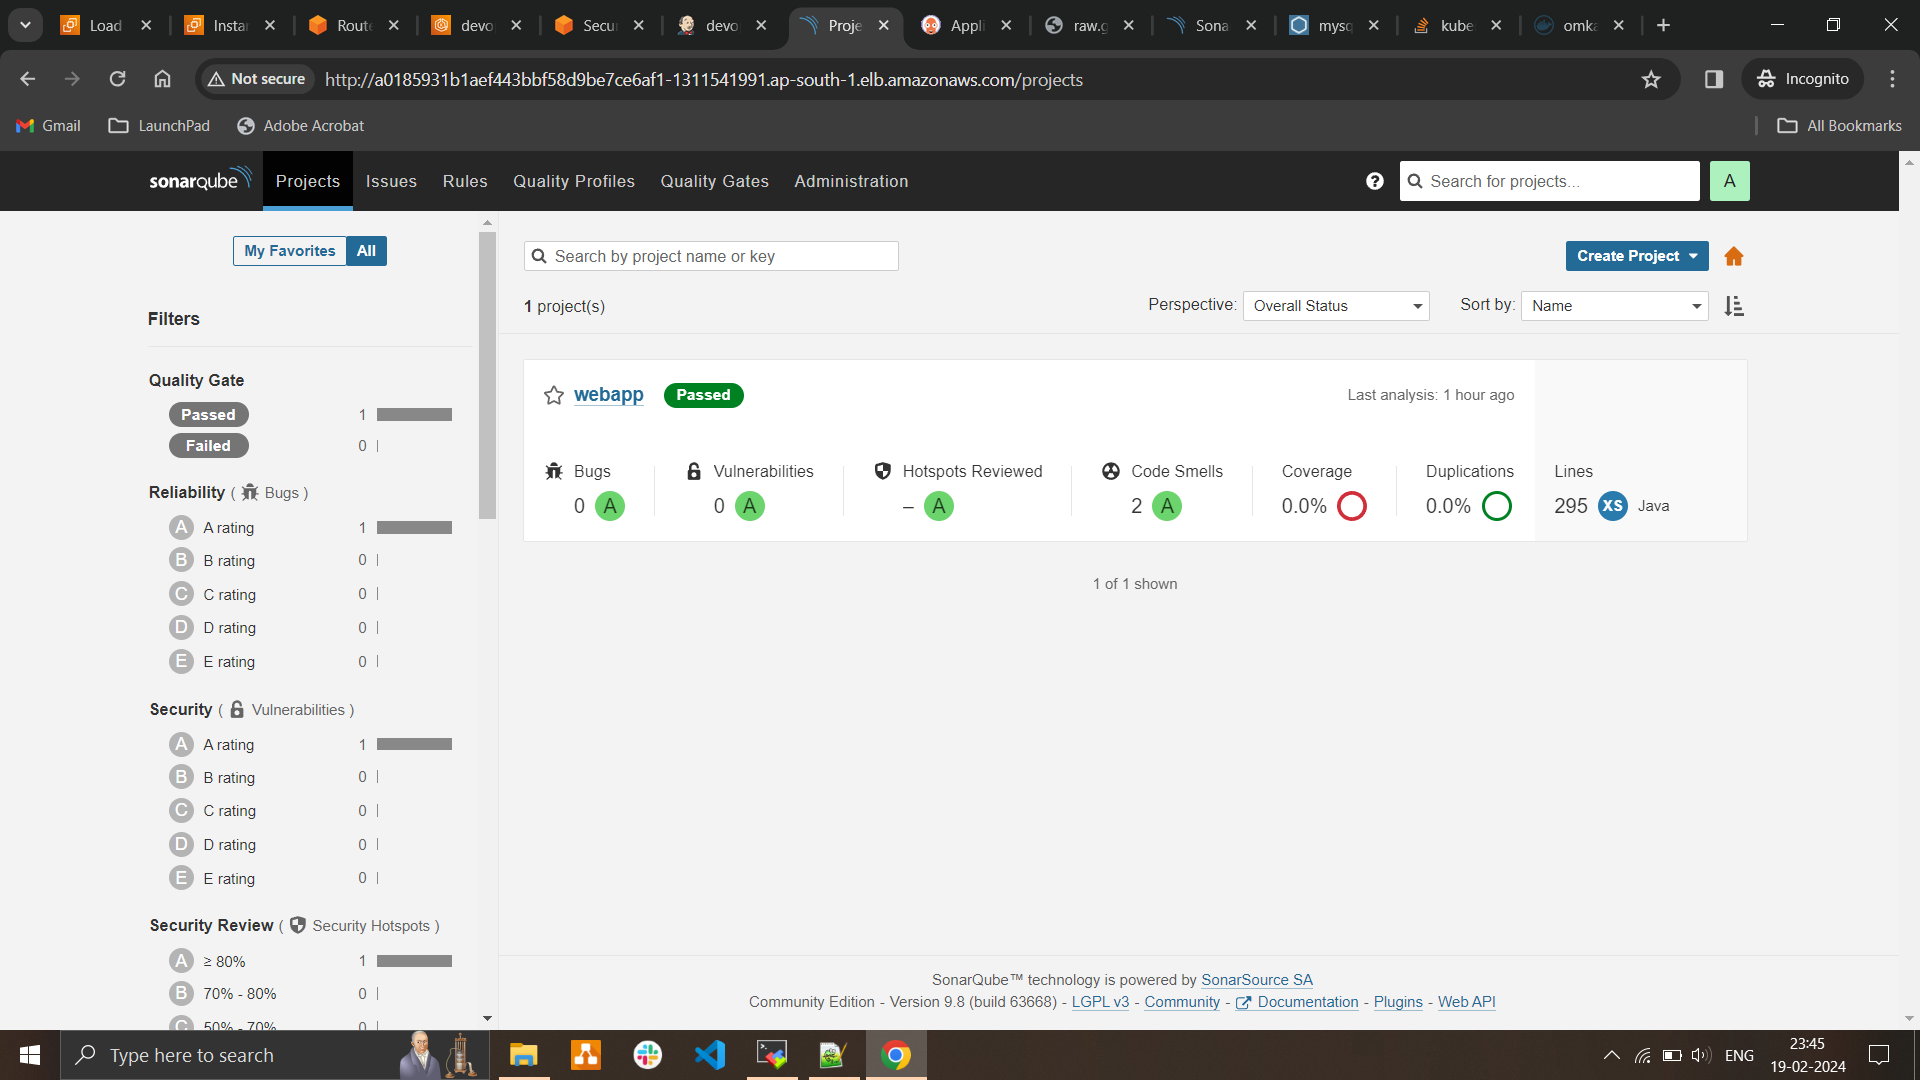 Load
Instan
Route
devo
Secu
devo
Proje
Appli
raw.g
Sona
mysq
kube
omka
Not secure
http://a0185931b1aef443bbf58d9be7ce6af1-1311541991.ap-south-1.elb.amazonaws.com/projects
Incognito
Gmail
LaunchPad
Adobe Acrobat
All Bookmarks
sonarqube
Projects
Issues
Rules
Quality Profiles
Quality Gates
Administration
Search for projects...
A
My Favorites
All
Search by project name or key
Create Project
Filters
1 project(s)
Perspective:
Overall Status
Sort by:
Name
Quality Gate
Passed 1
Failed 0
Reliability ( Bugs )
A A rating 1
B B rating 0
C C rating 0
D D rating 0
E E rating 0
Security ( Vulnerabilities )
A A rating 1
B B rating 0
C C rating 0
D D rating 0
E E rating 0
Security Review ( Security Hotspots )
A ≥ 80% 1
B 70% - 80% 0
C 50% - 70% 0
webapp
Passed
Last analysis: 1 hour ago
Bugs
0 A
Vulnerabilities
0 A
Hotspots Reviewed
– A
Code Smells
2 A
Coverage
0.0%
Duplications
0.0%
Lines
295 XS Java
1 of 1 shown
SonarQube™ technology is powered by SonarSource SA
Community Edition - Version 9.8 (build 63668) - LGPL v3 - Community - Documentation - Plugins - Web API
Type here to search
ENG
23:45
19-02-2024